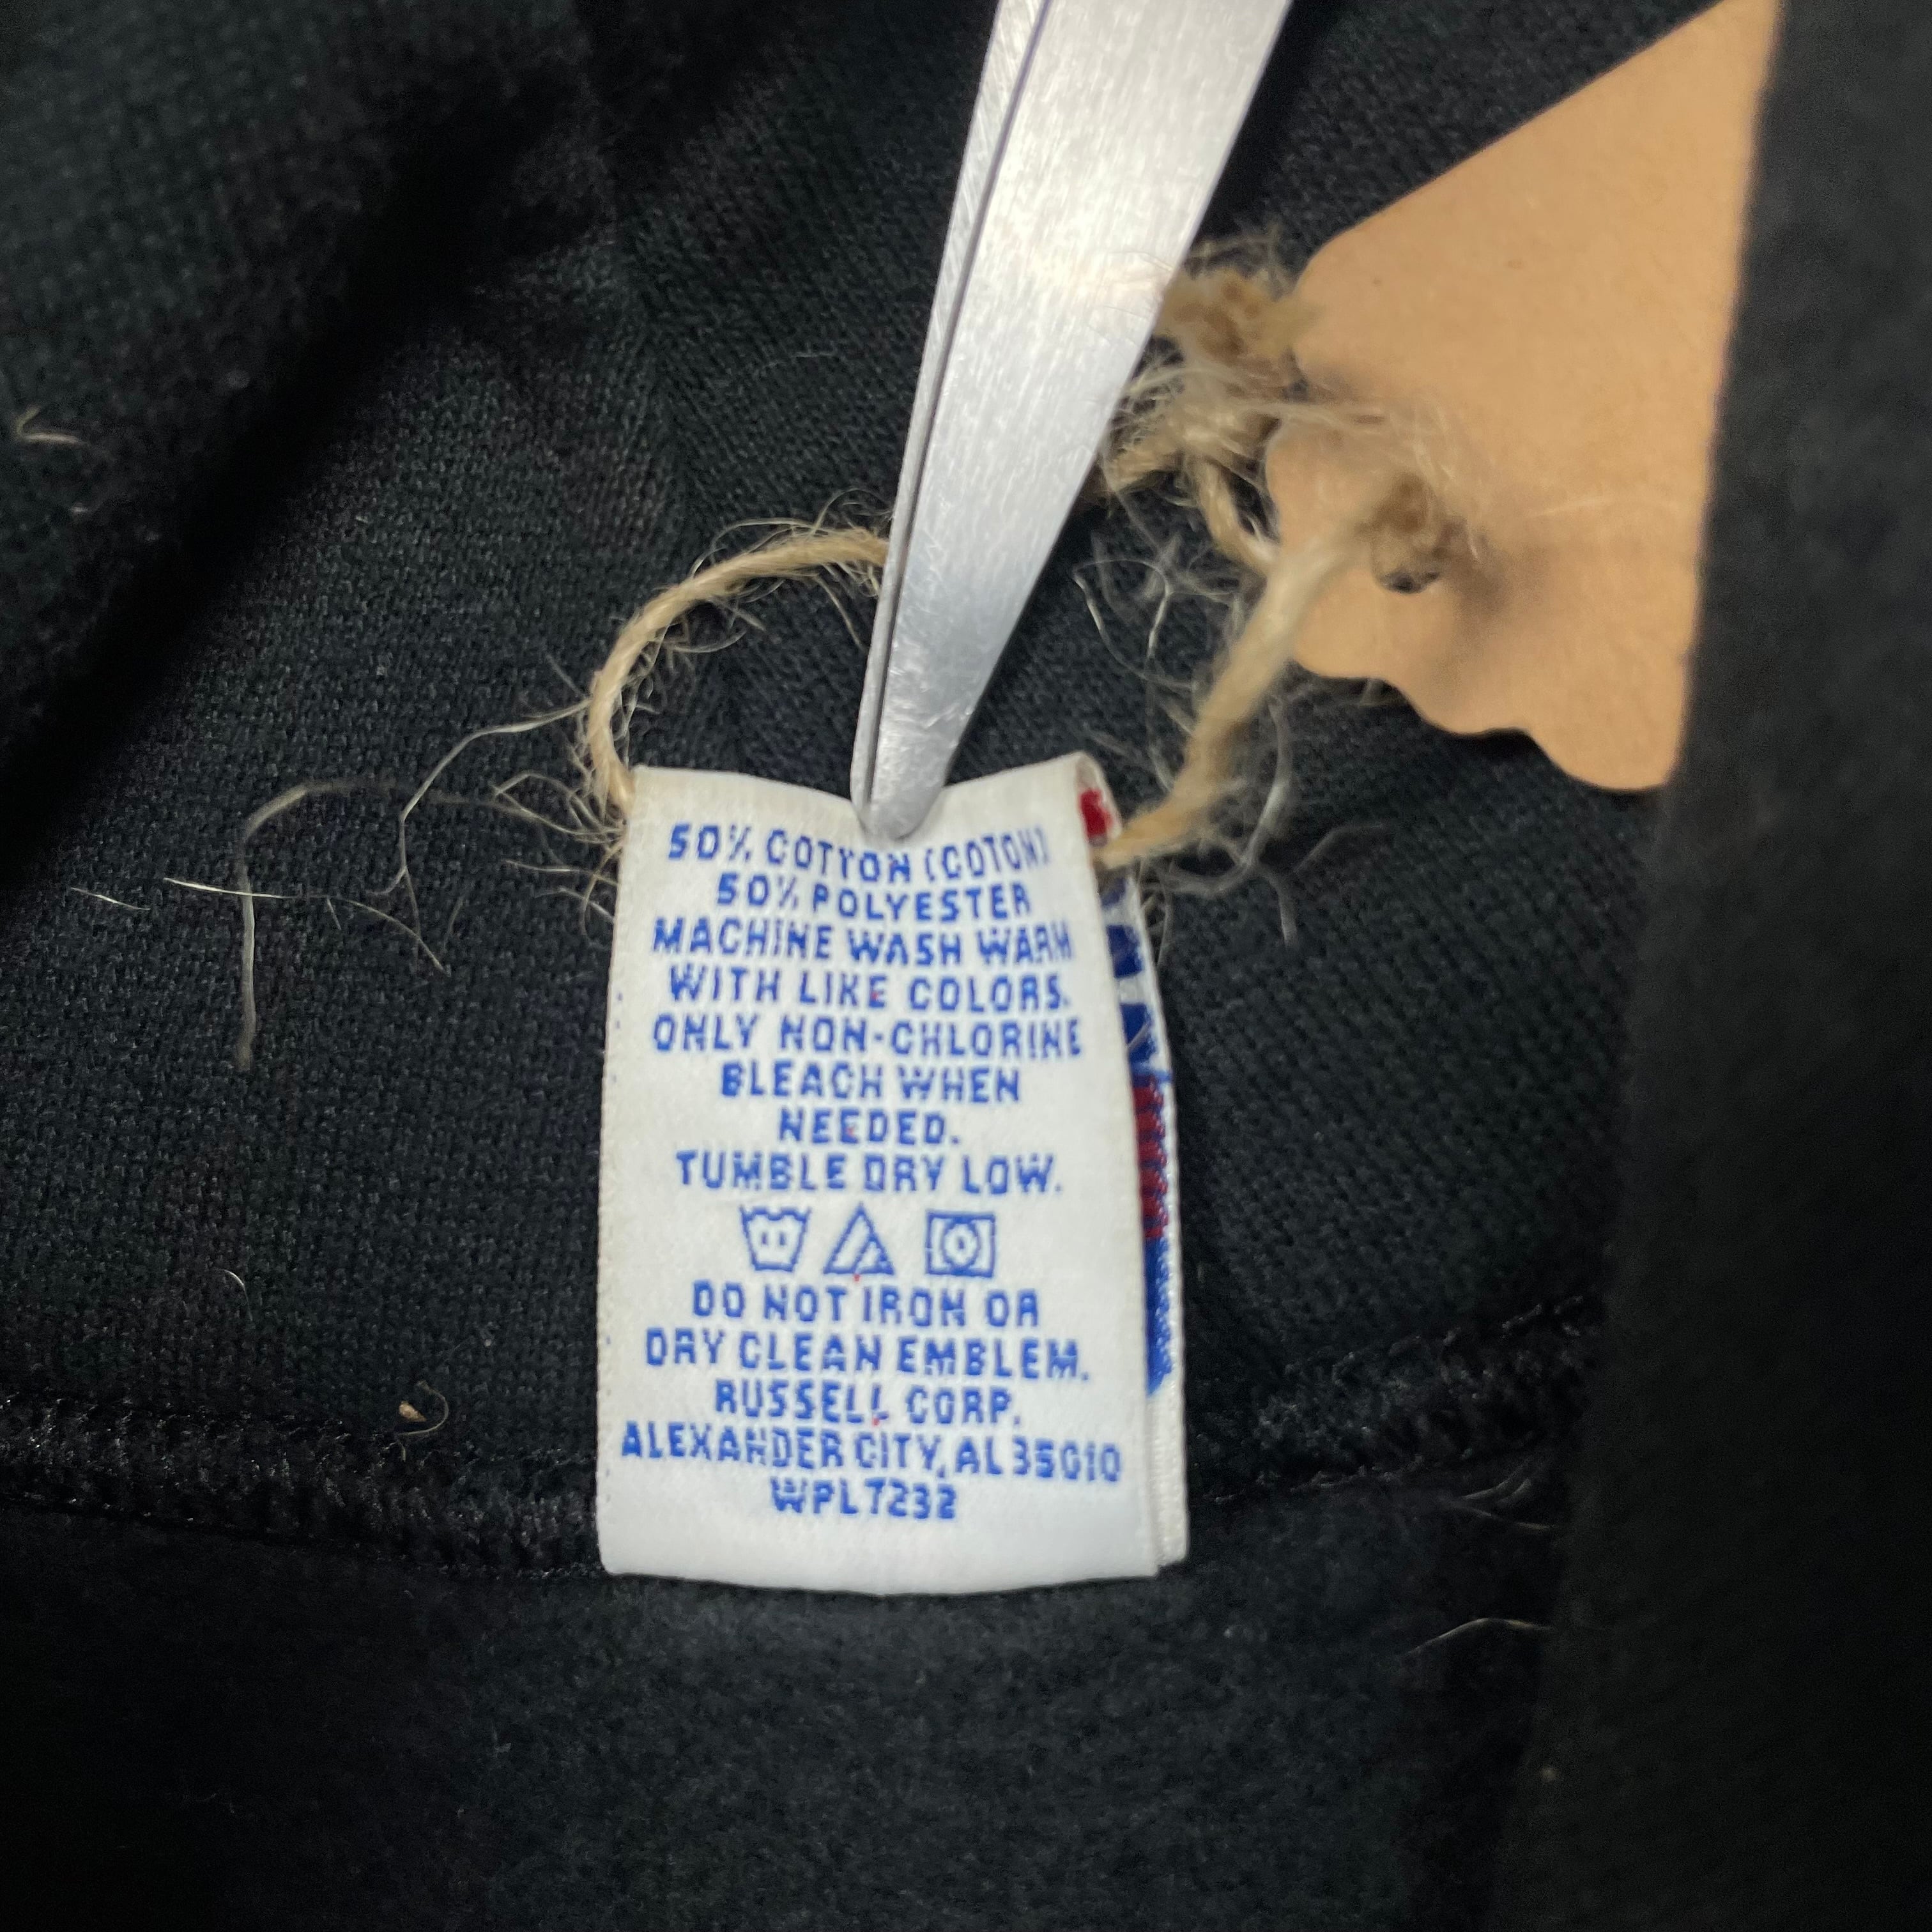 50% COTTON (COTON)
50% POLYESTER
MACHINE WASH WARM
WITH LIKE COLORS.
ONLY NON-CHLORINE
BLEACH WHEN
NEEDED.
TUMBLE DRY LOW.
DO NOT IRON OR
DRY CLEAN EMBLEM.
RUSSELL CORP.
ALEXANDER CITY, AL 35010
WPL 7232